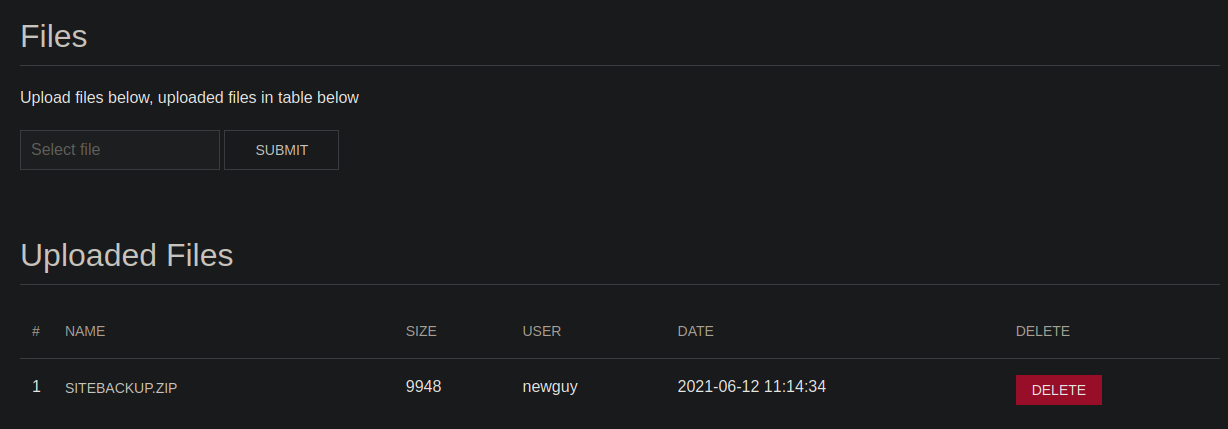 Files
Upload files below, uploaded files in table below
Select file SUBMIT
Uploaded Files
# NAME SIZE USER DATE DELETE
1 SITEBACKUP.ZIP 9948 newguy 2021-06-12 11:14:34 DELETE